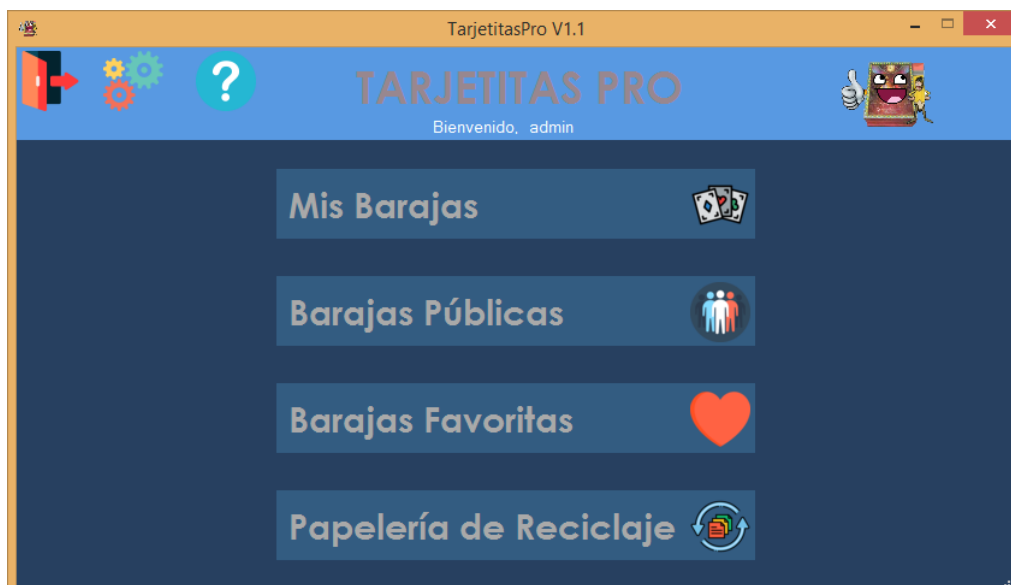 TarjetitasPro V1.1
?
TARJETITAS PRO
Bienvenido, admin
Mis Barajas
Barajas Públicas
Barajas Favoritas
Papelería de Reciclaje